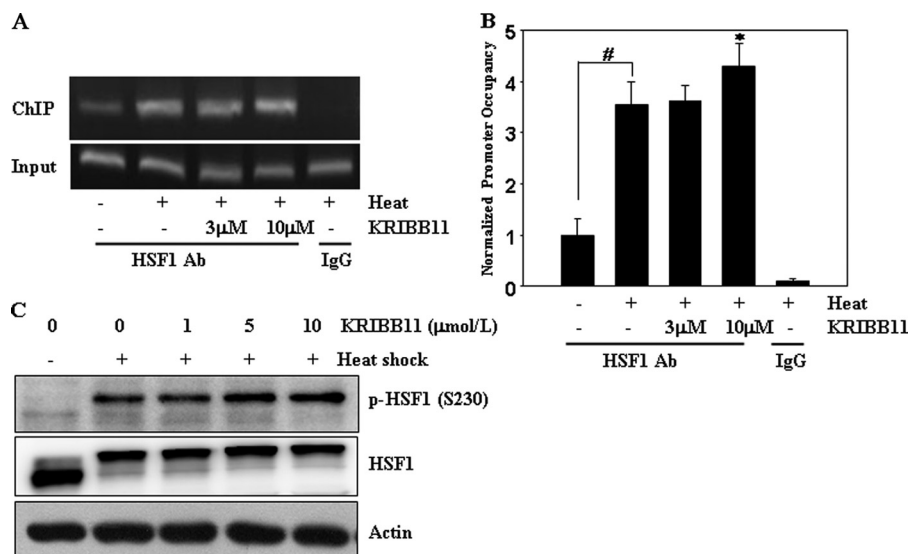 A
ChIP
Input
- + + + + Heat
- - 3µM 10µM - KRIBB11
HSF1 Ab IgG
B
Normalized Promoter Occupancy
5
4
3
2
1
0
#
*
- + + + + Heat
- - 3µM 10µM - KRIBB11
HSF1 Ab IgG
C
0 0 1 5 10 KRIBB11 (µmol/L)
- + + + + Heat shock
p-HSF1 (S230)
HSF1
Actin